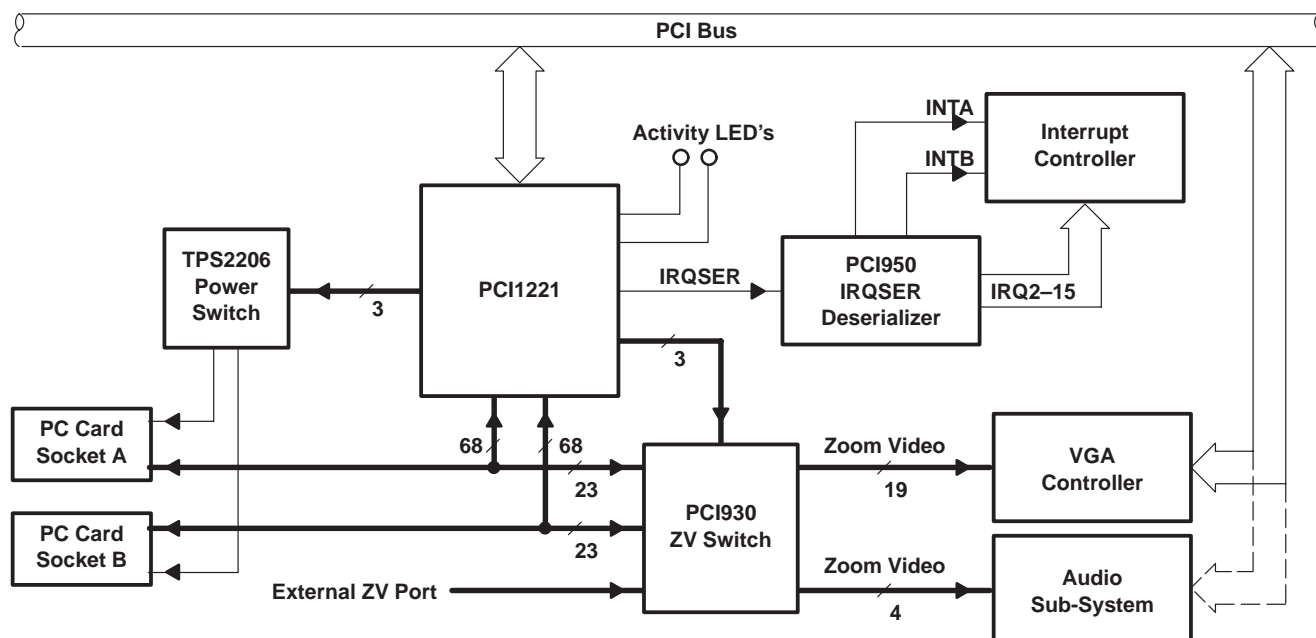 PCI Bus
Activity LED's
INTA
INTB
Interrupt
Controller
TPS2206
Power
Switch
3
PCI1221
IRQSER
PCI950
IRQSER
Deserializer
IRQ2–15
3
PC Card
Socket A
68
68
23
Zoom Video
19
VGA
Controller
PC Card
Socket B
23
PCI930
ZV Switch
External ZV Port
Zoom Video
4
Audio
Sub-System